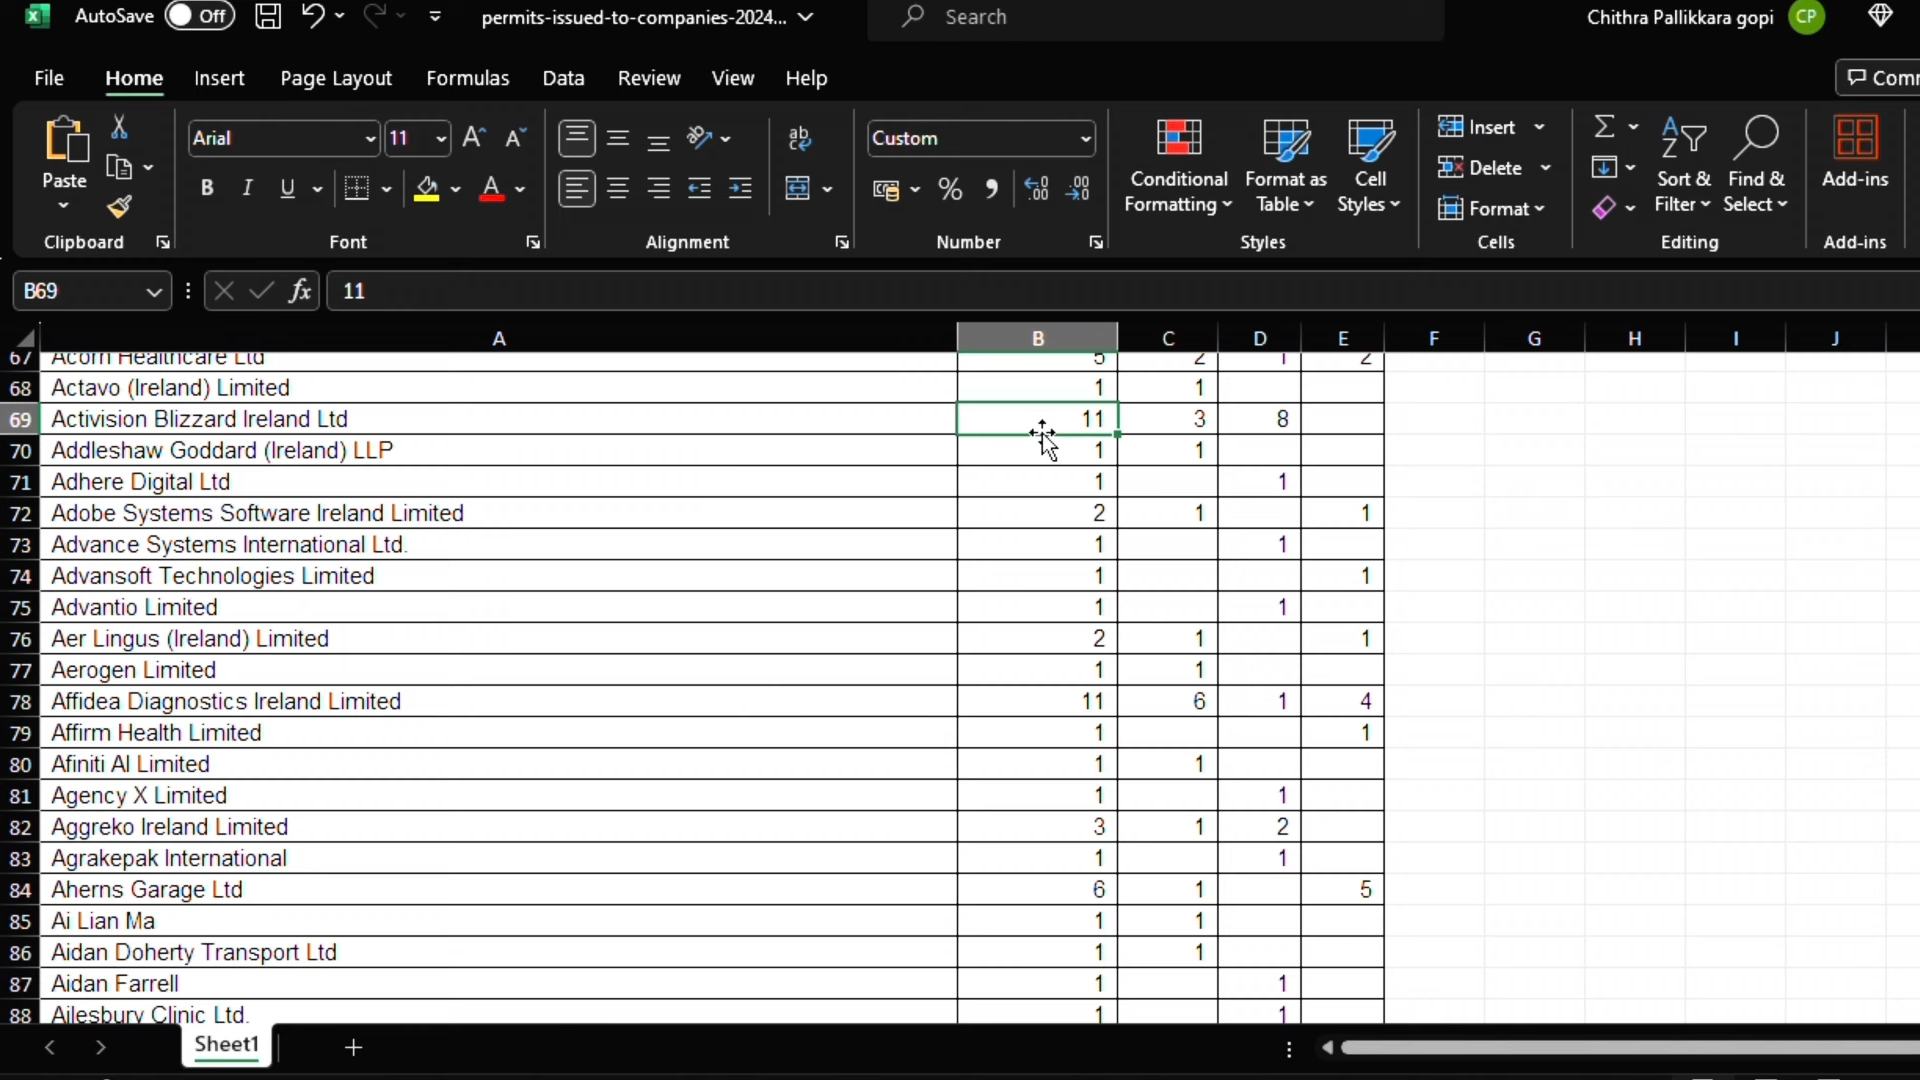 AutoSave Off permits-issued-to-companies-2024... Search Chithra Pallikkara gopi CP
File Home Insert Page Layout Formulas Data Review View Help
Paste Arial 11 Custom Conditional Formatting Format as Table Cell Styles Insert Delete Format Sort & Filter Find & Select Add-ins
Clipboard Font Alignment Number Styles Cells Editing Add-ins
B69 fx 11
A B C D E F G H I J
67 Acorn Healthcare Ltd 5 2 1 2
68 Actavo (Ireland) Limited 1 1
69 Activision Blizzard Ireland Ltd 11 3 8
70 Addleshaw Goddard (Ireland) LLP 1 1
71 Adhere Digital Ltd 1 1
72 Adobe Systems Software Ireland Limited 2 1 1
73 Advance Systems International Ltd. 1 1
74 Advansoft Technologies Limited 1 1
75 Advantio Limited 1 1
76 Aer Lingus (Ireland) Limited 2 1 1
77 Aerogen Limited 1 1
78 Affidea Diagnostics Ireland Limited 11 6 1 4
79 Affirm Health Limited 1 1
80 Afiniti AI Limited 1 1
81 Agency X Limited 1 1
82 Aggreko Ireland Limited 3 1 2
83 Agrakepak International 1 1
84 Aherns Garage Ltd 6 1 5
85 Ai Lian Ma 1 1
86 Aidan Doherty Transport Ltd 1 1
87 Aidan Farrell 1 1
88 Ailesbury Clinic Ltd. 1 1
Sheet1